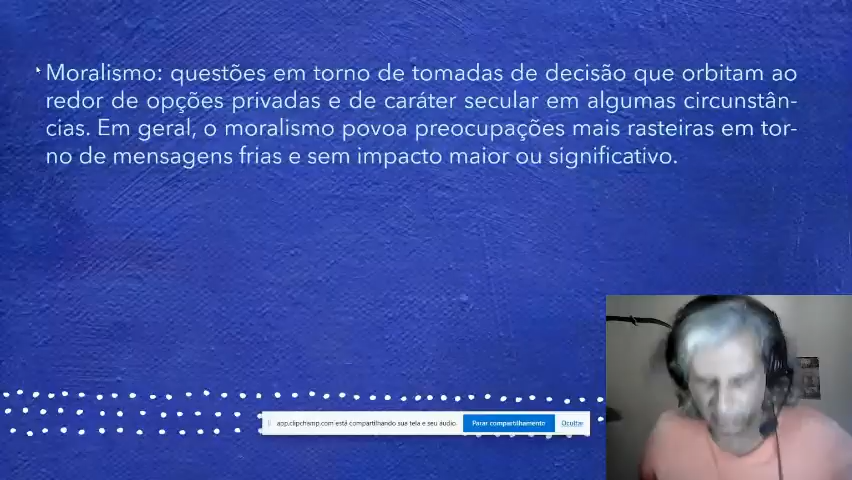 Moralismo: questões em torno de tomadas de decisão que orbitam ao
redor de opções privadas e de caráter secular em algumas circunstân-
cias. Em geral, o moralismo povoa preocupações mais rasteiras em tor-
no de mensagens frias e sem impacto maior ou significativo.
app.clipchamp.com está compartilhando sua tela e seu áudio. Parar compartilhamento Ocultar